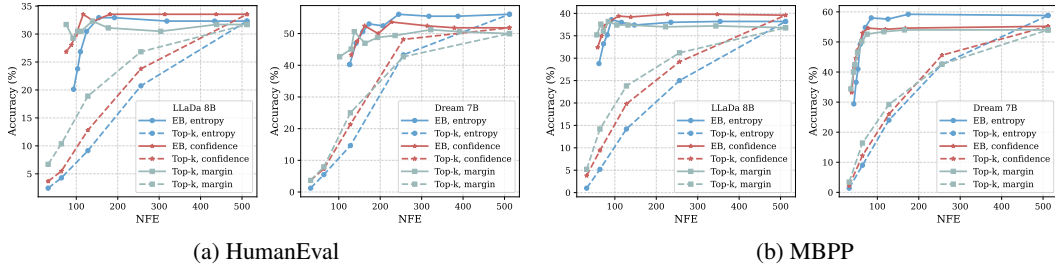 35
30
25
20
15
10
5
Accuracy (%)
100
200
300
400
500
NFE
LLaDa 8B
EB, entropy
Top-k, entropy
EB, confidence
Top-k, confidence
Top-k, margin
Top-k, margin
60
50
40
30
20
10
0
Accuracy (%)
0
100
200
300
400
500
NFE
Dream 7B
EB, entropy
Top-k, entropy
EB, confidence
Top-k, confidence
Top-k, margin
Top-k, margin
(a) HumanEval
40
35
30
25
20
15
10
5
0
Accuracy (%)
100
200
300
400
500
NFE
LLaDa 8B
EB, entropy
Top-k, entropy
EB, confidence
Top-k, confidence
Top-k, margin
Top-k, margin
60
50
40
30
20
10
0
Accuracy (%)
0
100
200
300
400
500
NFE
Dream 7B
EB, entropy
Top-k, entropy
EB, confidence
Top-k, confidence
Top-k, margin
Top-k, margin
(b) MBPP